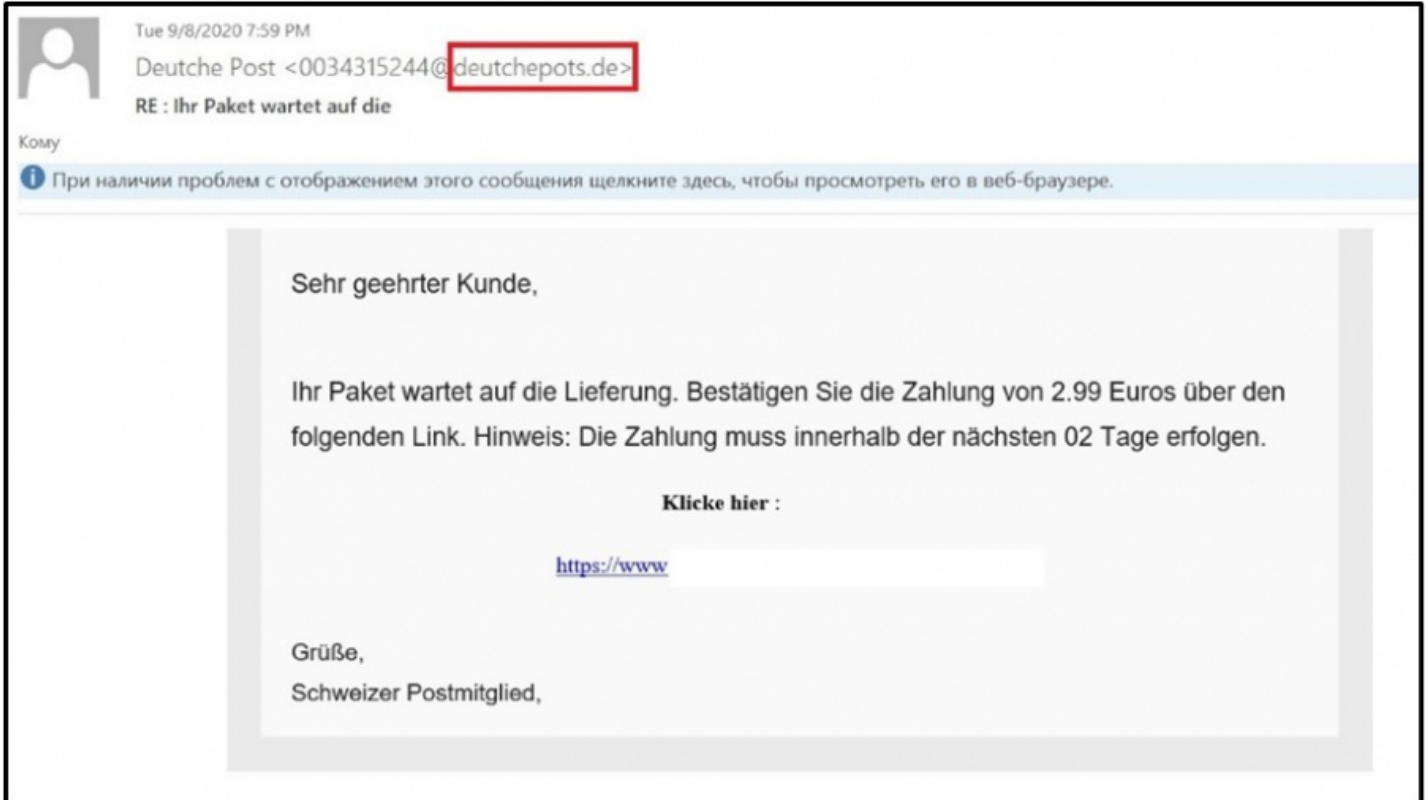 Tue 9/8/2020 7:59 PM
Deutche Post <0034315244@deutchepots.de>
RE : Ihr Paket wartet auf die
Кому
При наличии проблем с отображением этого сообщения щелкните здесь, чтобы просмотреть его в веб-браузере.
Sehr geehrter Kunde,
Ihr Paket wartet auf die Lieferung. Bestätigen Sie die Zahlung von 2.99 Euros über den
folgenden Link. Hinweis: Die Zahlung muss innerhalb der nächsten 02 Tage erfolgen.
Klicke hier :
https://www
Grüße,
Schweizer Postmitglied,